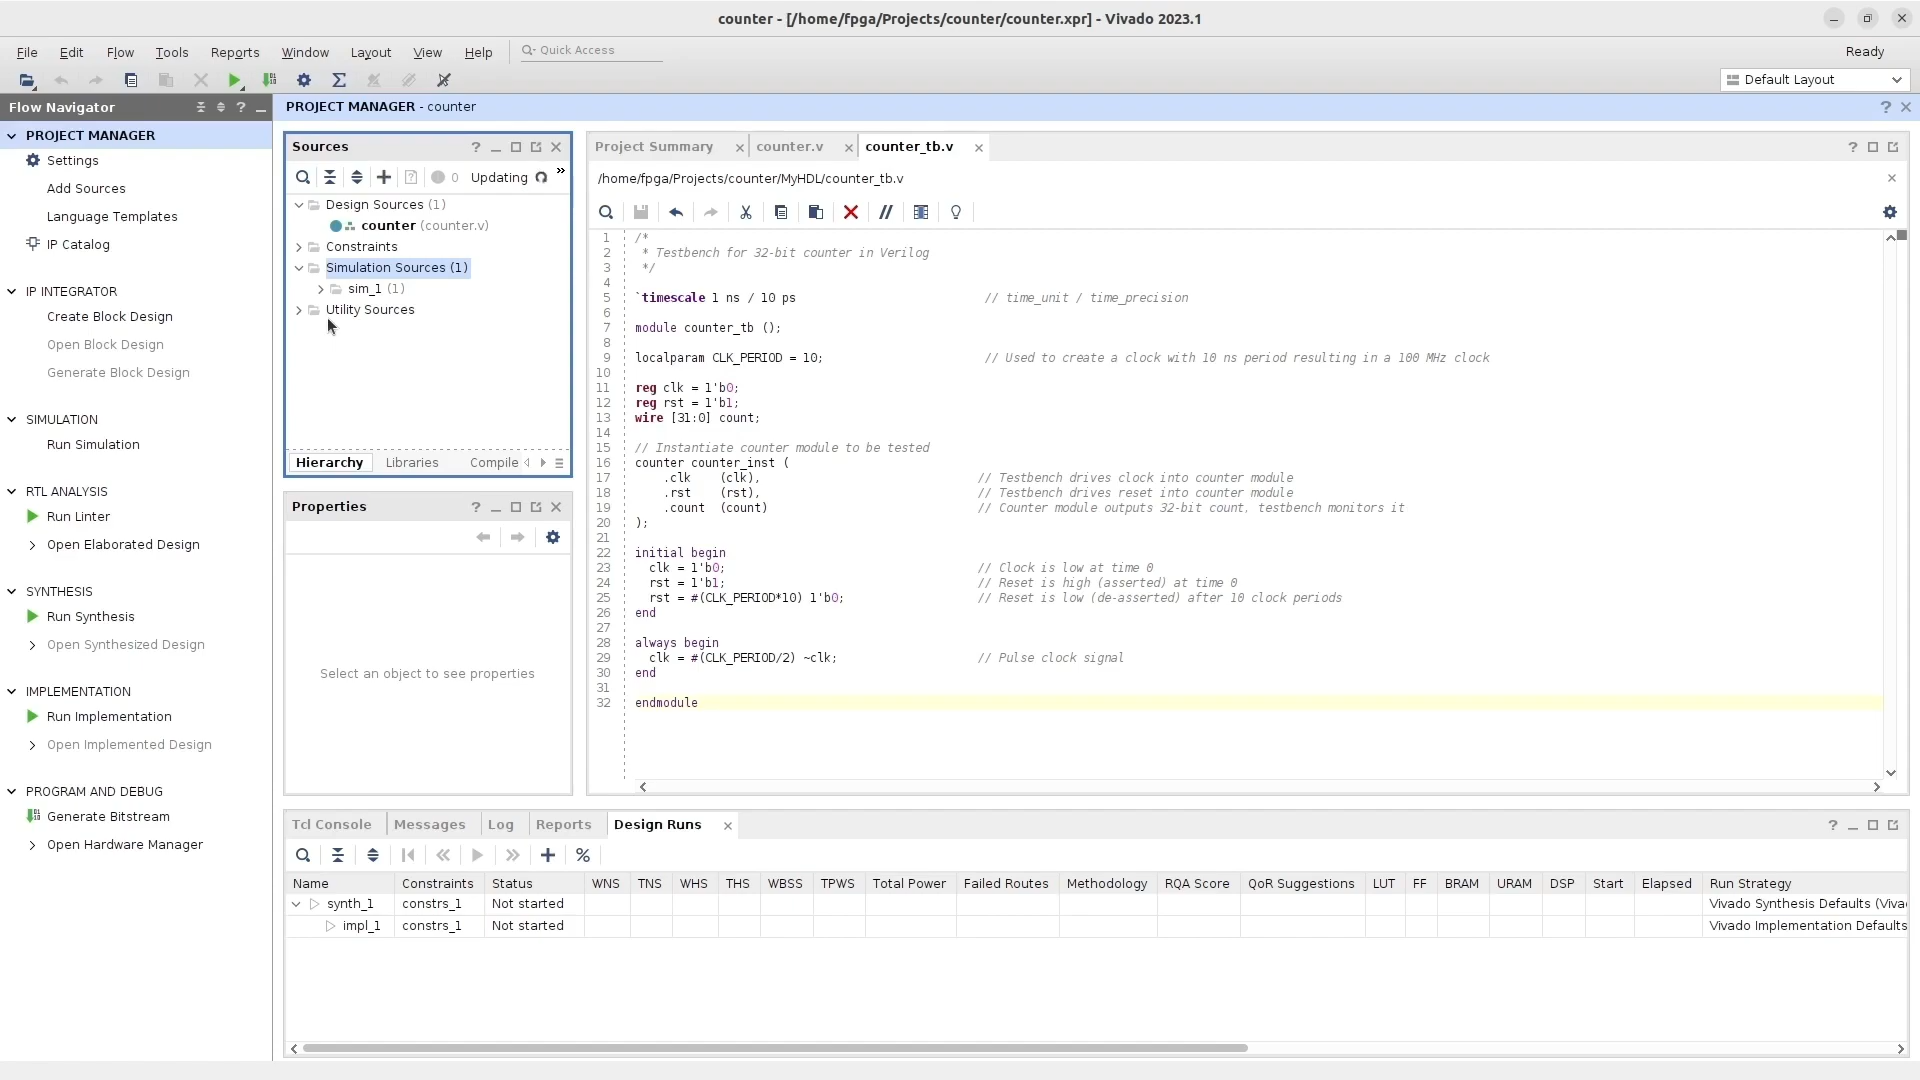 counter - [/home/fpga/Projects/counter/counter.xpr] - Vivado 2023.1
File Edit Flow Tools Reports Window Layout View Help Quick Access Ready
Default Layout
Flow Navigator
PROJECT MANAGER
Settings
Add Sources
Language Templates
IP Catalog
IP INTEGRATOR
Create Block Design
Open Block Design
Generate Block Design
SIMULATION
Run Simulation
RTL ANALYSIS
Run Linter
Open Elaborated Design
SYNTHESIS
Run Synthesis
Open Synthesized Design
IMPLEMENTATION
Run Implementation
Open Implemented Design
PROGRAM AND DEBUG
Generate Bitstream
Open Hardware Manager
PROJECT MANAGER - counter
Sources
0 Updating
Design Sources (1)
counter (counter.v)
Constraints
Simulation Sources (1)
sim_1 (1)
Utility Sources
Hierarchy Libraries Compile
Properties
Select an object to see properties
Project Summary counter.v counter_tb.v
/home/fpga/Projects/counter/MyHDL/counter_tb.v
1 /*
2 * Testbench for 32-bit counter in Verilog
3 */
4
5 `timescale 1 ns / 10 ps // time_unit / time_precision
6
7 module counter_tb ();
8
9 localparam CLK_PERIOD = 10; // Used to create a clock with 10 ns period resulting in a 100 MHz clock
10
11 reg clk = 1'b0;
12 reg rst = 1'b1;
13 wire [31:0] count;
14
15 // Instantiate counter module to be tested
16 counter counter_inst (
17 .clk (clk), // Testbench drives clock into counter module
18 .rst (rst), // Testbench drives reset into counter module
19 .count (count) // Counter module outputs 32-bit count, testbench monitors it
20 );
21
22 initial begin
23 clk = 1'b0; // Clock is low at time 0
24 rst = 1'b1; // Reset is high (asserted) at time 0
25 rst = #(CLK_PERIOD*10) 1'b0; // Reset is low (de-asserted) after 10 clock periods
26 end
27
28 always begin
29 clk = #(CLK_PERIOD/2) ~clk; // Pulse clock signal
30 end
31
32 endmodule
Tcl Console Messages Log Reports Design Runs
Name Constraints Status WNS TNS WHS THS WBSS TPWS Total Power Failed Routes Methodology RQA Score QoR Suggestions LUT FF BRAM URAM DSP Start Elapsed Run Strategy
synth_1 constrs_1 Not started Vivado Synthesis Defaults (Viva
impl_1 constrs_1 Not started Vivado Implementation Defaults